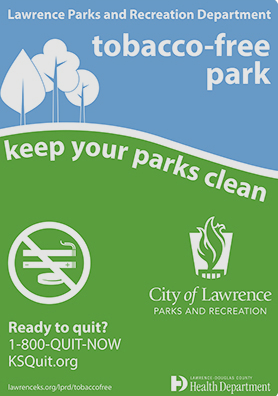 Lawrence Parks and Recreation Department
tobacco-free
park
keep your parks clean
City of Lawrence
PARKS AND RECREATION
Ready to quit?
1-800-QUIT-NOW
KSQuit.org
lawrenceks.org/lprd/tobaccofree
LAWRENCE-DOUGLAS COUNTY
Health Department